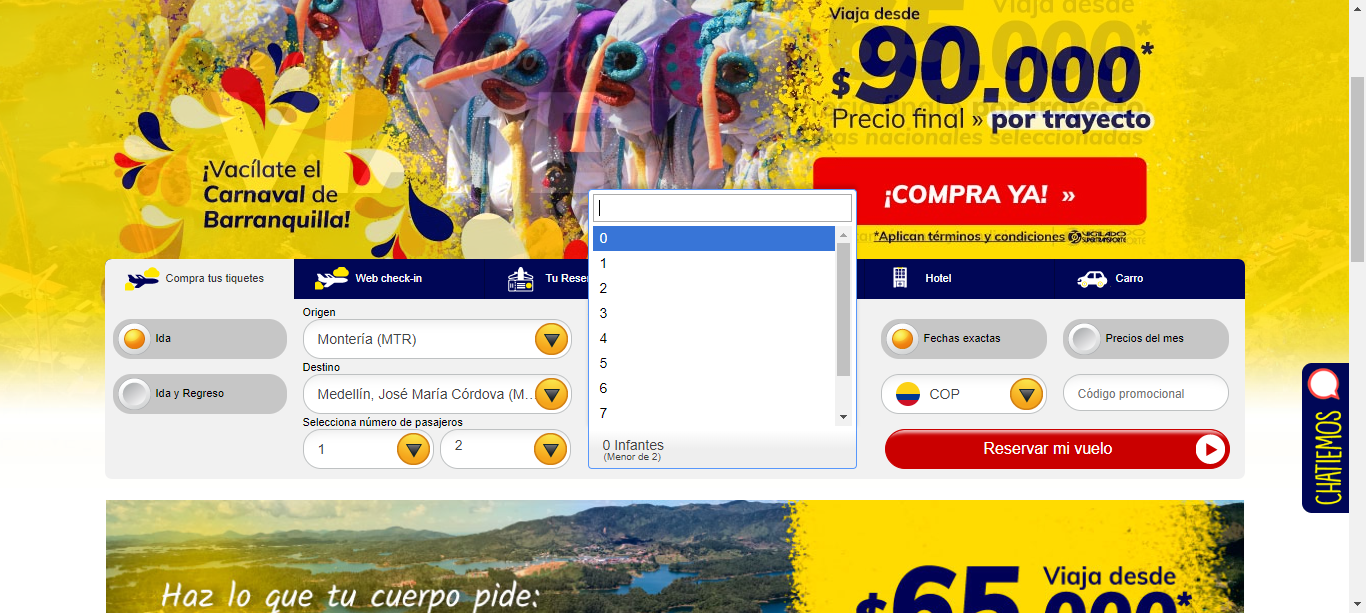 Viaja desde
$90.000*
Precio final » por trayecto
¡Vacílate el
Carnaval de
Barranquilla!
¡COMPRA YA! »
*Aplican términos y condiciones VIGILADO
SUPERTRANSPORTE
Compra tus tiquetes
Web check-in
Tu Rese
Hotel
Carro
Ida
Ida y Regreso
Origen
Montería (MTR)
Destino
Medellín, José María Córdova (M...
Selecciona número de pasajeros
1
2
0
1
2
3
4
5
6
7
0 Infantes
(Menor de 2)
Fechas exactas
Precios del mes
COP
Código promocional
Reservar mi vuelo
CHATIEMOS
Haz lo que tu cuerpo pide:
Viaja desde
$65.000*